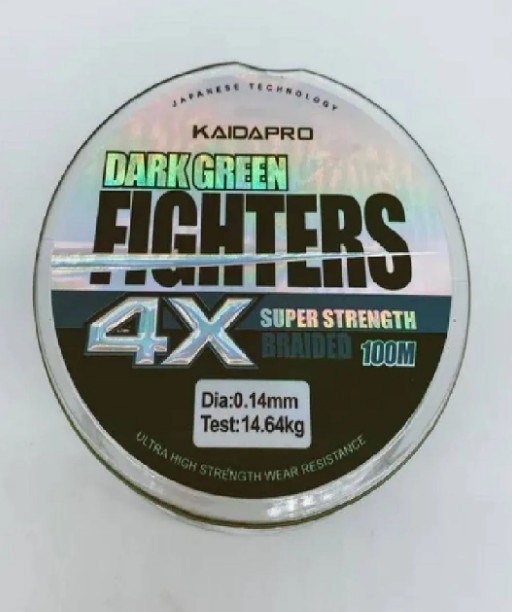 JAPANESE TECHNOLOGY
KAIDAPRO
DARK GREEN
FIGHTERS
4X
SUPER STRENGTH
BRAIDED 100M
Dia:0.14mm
Test:14.64kg
ULTRA HIGH STRENGTH WEAR RESISTANCE